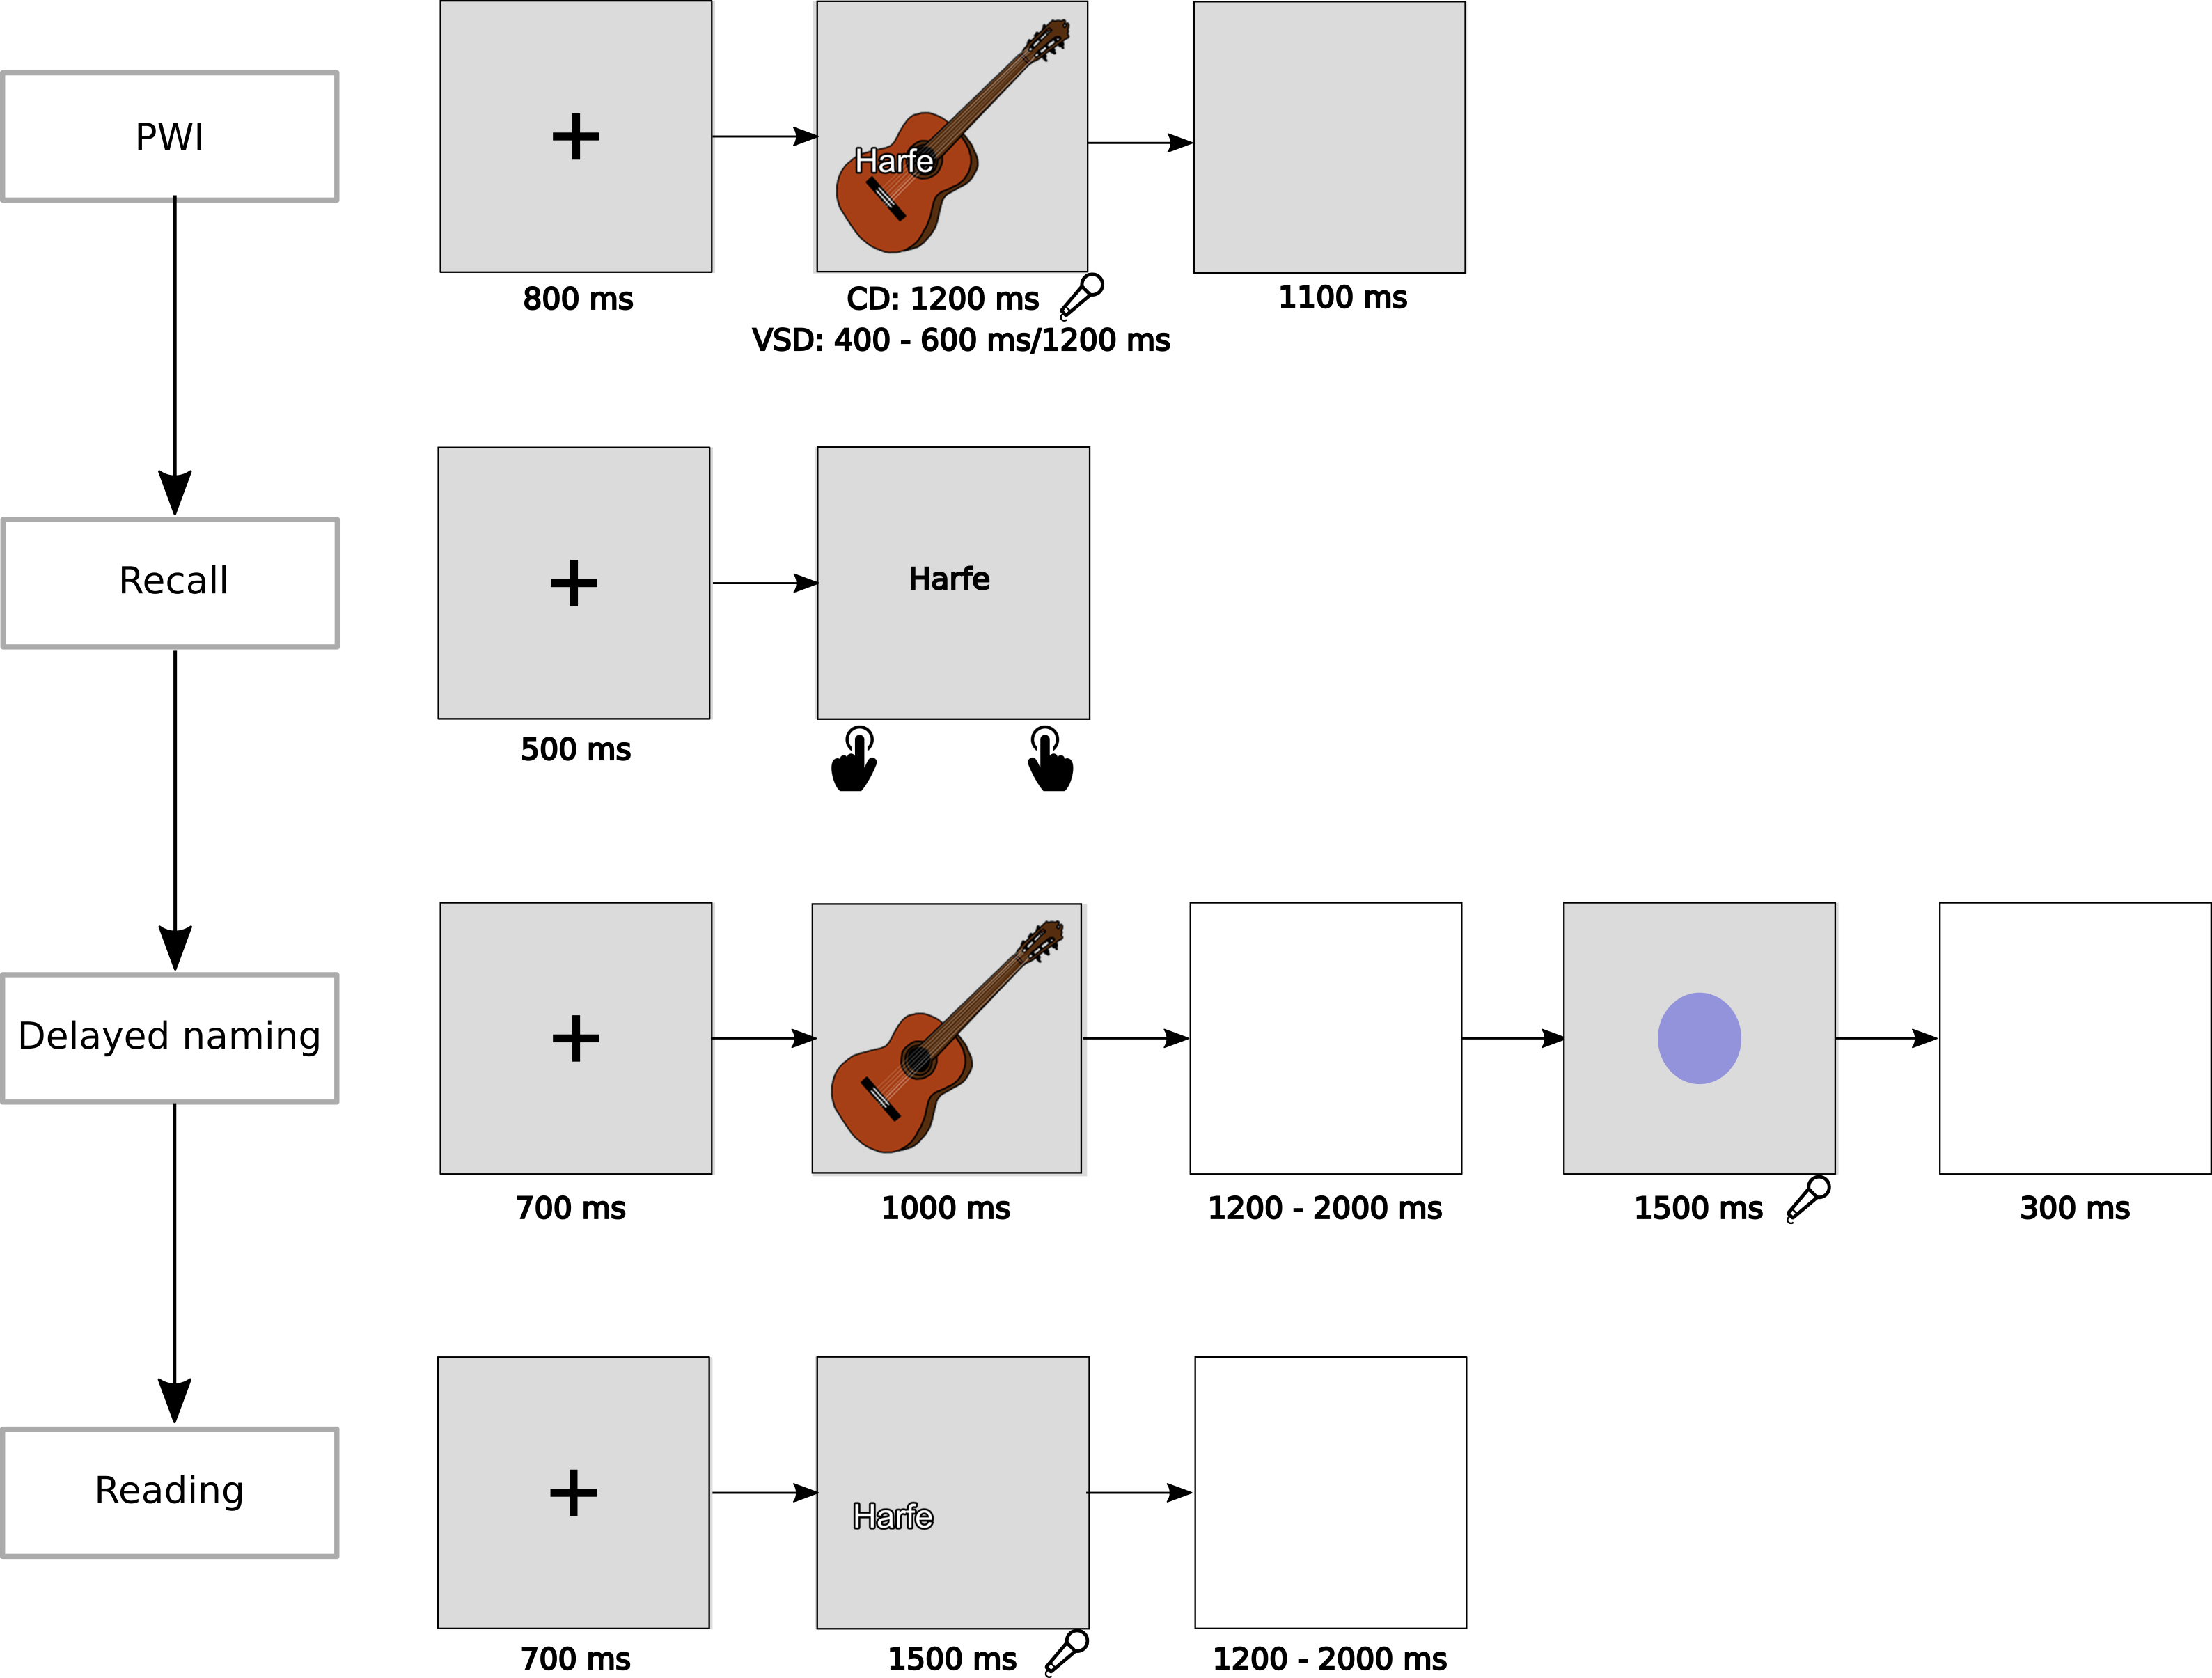 PWI
Harfe
800 ms
CD: 1200 ms
VSD: 400 - 600 ms/1200 ms
1100 ms
Recall
Harfe
500 ms
Delayed naming
700 ms
1000 ms
1200 - 2000 ms
1500 ms
300 ms
Reading
Harfe
700 ms
1500 ms
1200 - 2000 ms